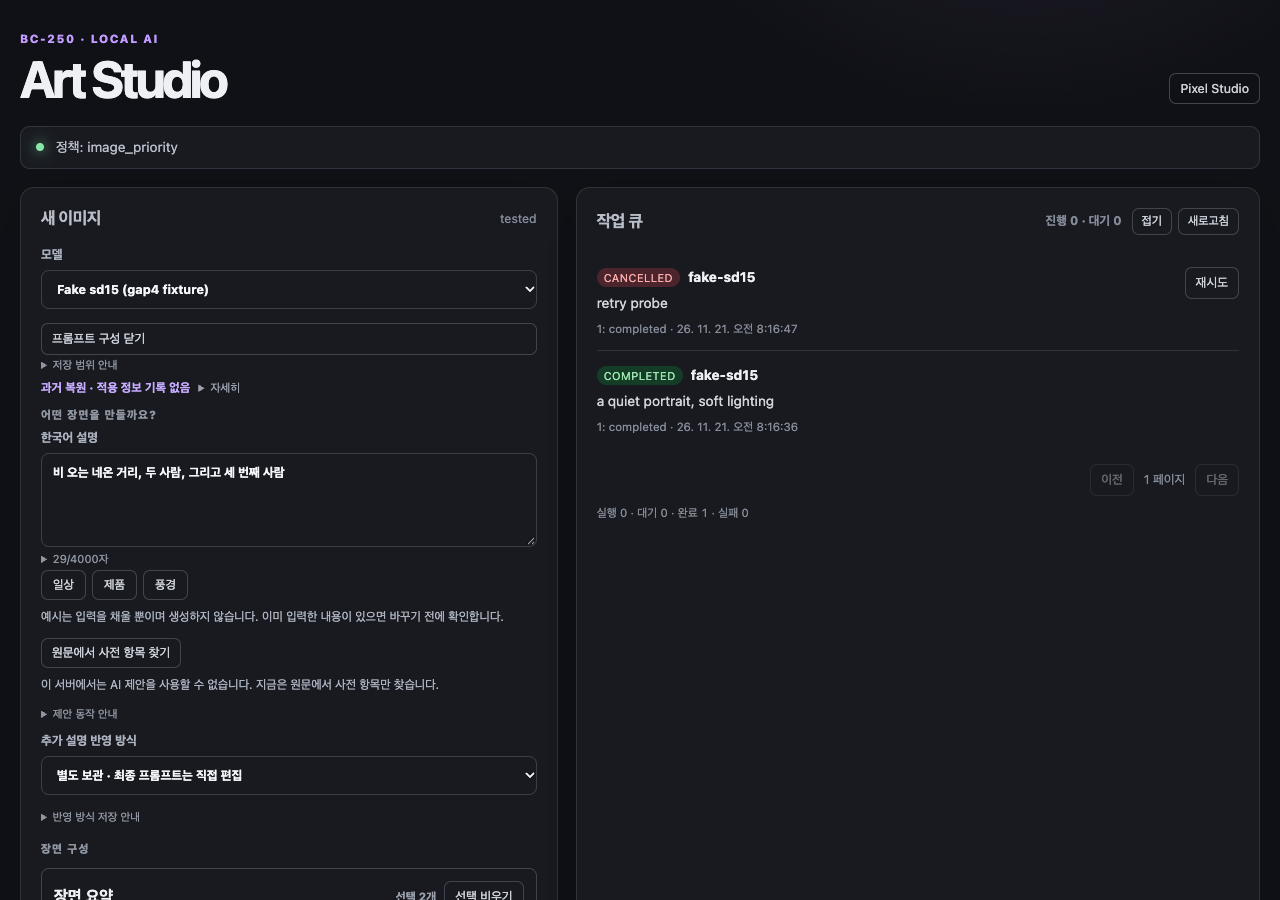 BC-250 · LOCAL AI
Art Studio
Pixel Studio
정책: image_priority
새 이미지
tested
모델
Fake sd15 (gap4 fixture)
프롬프트 구성 닫기
▶ 저장 범위 안내
과거 복원 · 적용 정보 기록 없음 ▶ 자세히
어떤 장면을 만들까요?
한국어 설명
비 오는 네온 거리, 두 사람, 그리고 세 번째 사람
▶ 29/4000자
일상 제품 풍경
예시는 입력을 채울 뿐이며 생성하지 않습니다. 이미 입력한 내용이 있으면 바꾸기 전에 확인합니다.
원문에서 사전 항목 찾기
이 서버에서는 AI 제안을 사용할 수 없습니다. 지금은 원문에서 사전 항목만 찾습니다.
▶ 제안 동작 안내
추가 설명 반영 방식
별도 보관 · 최종 프롬프트는 직접 편집
▶ 반영 방식 저장 안내
장면 구성
장면 요약 선택 2개 선택 비우기
작업 큐
진행 0 · 대기 0 접기 새로고침
CANCELLED fake-sd15
재시도
retry probe
1: completed · 26. 11. 21. 오전 8:16:47
COMPLETED fake-sd15
a quiet portrait, soft lighting
1: completed · 26. 11. 21. 오전 8:16:36
이전 1 페이지 다음
실행 0 · 대기 0 · 완료 1 · 실패 0